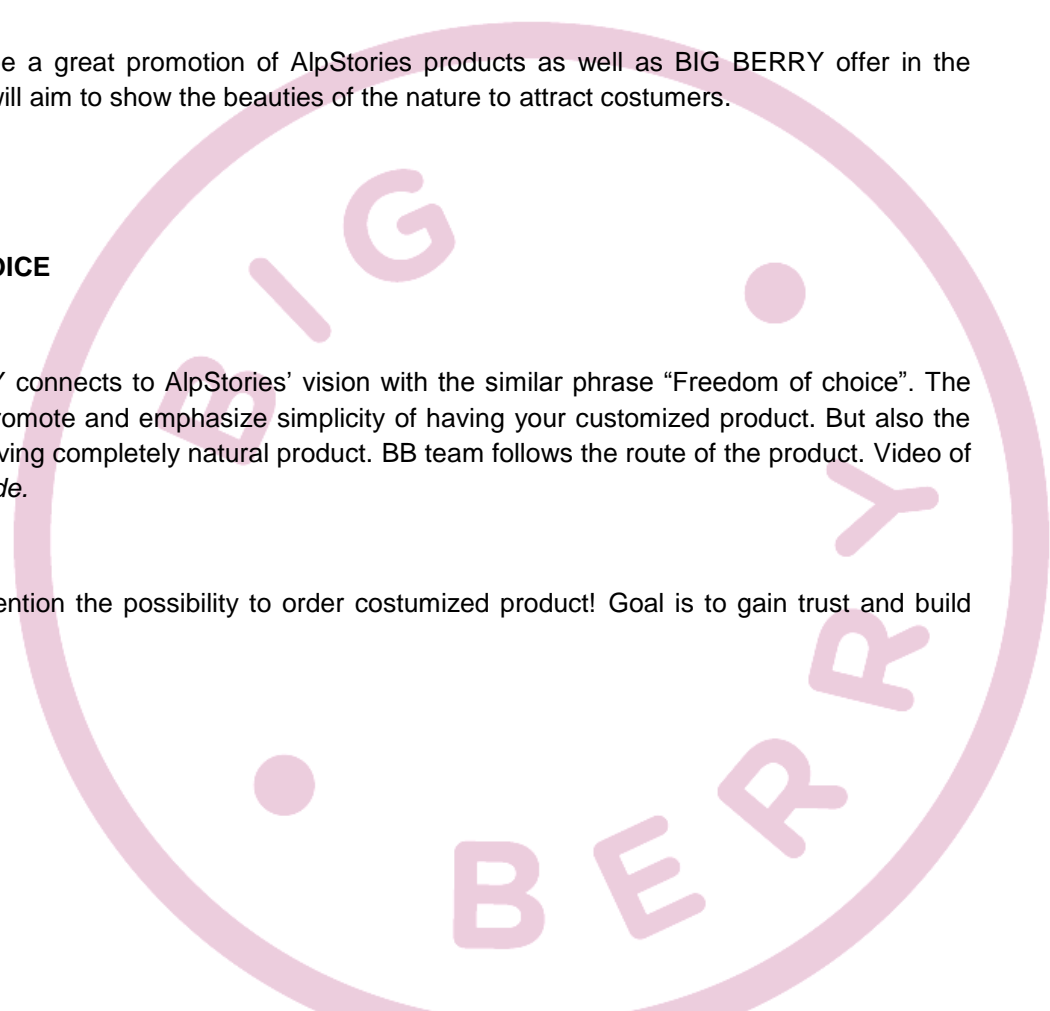 e a great promotion of AlpStories products as well as BIG BERRY offer in the
will aim to show the beauties of the nature to attract costumers.
OICE
Y connects to AlpStories’ vision with the similar phrase “Freedom of choice”. The
romote and emphasize simplicity of having your customized product. But also the
ving completely natural product. BB team follows the route of the product. Video of
de.
ention the possibility to order costumized product! Goal is to gain trust and build
BIG
BERRY